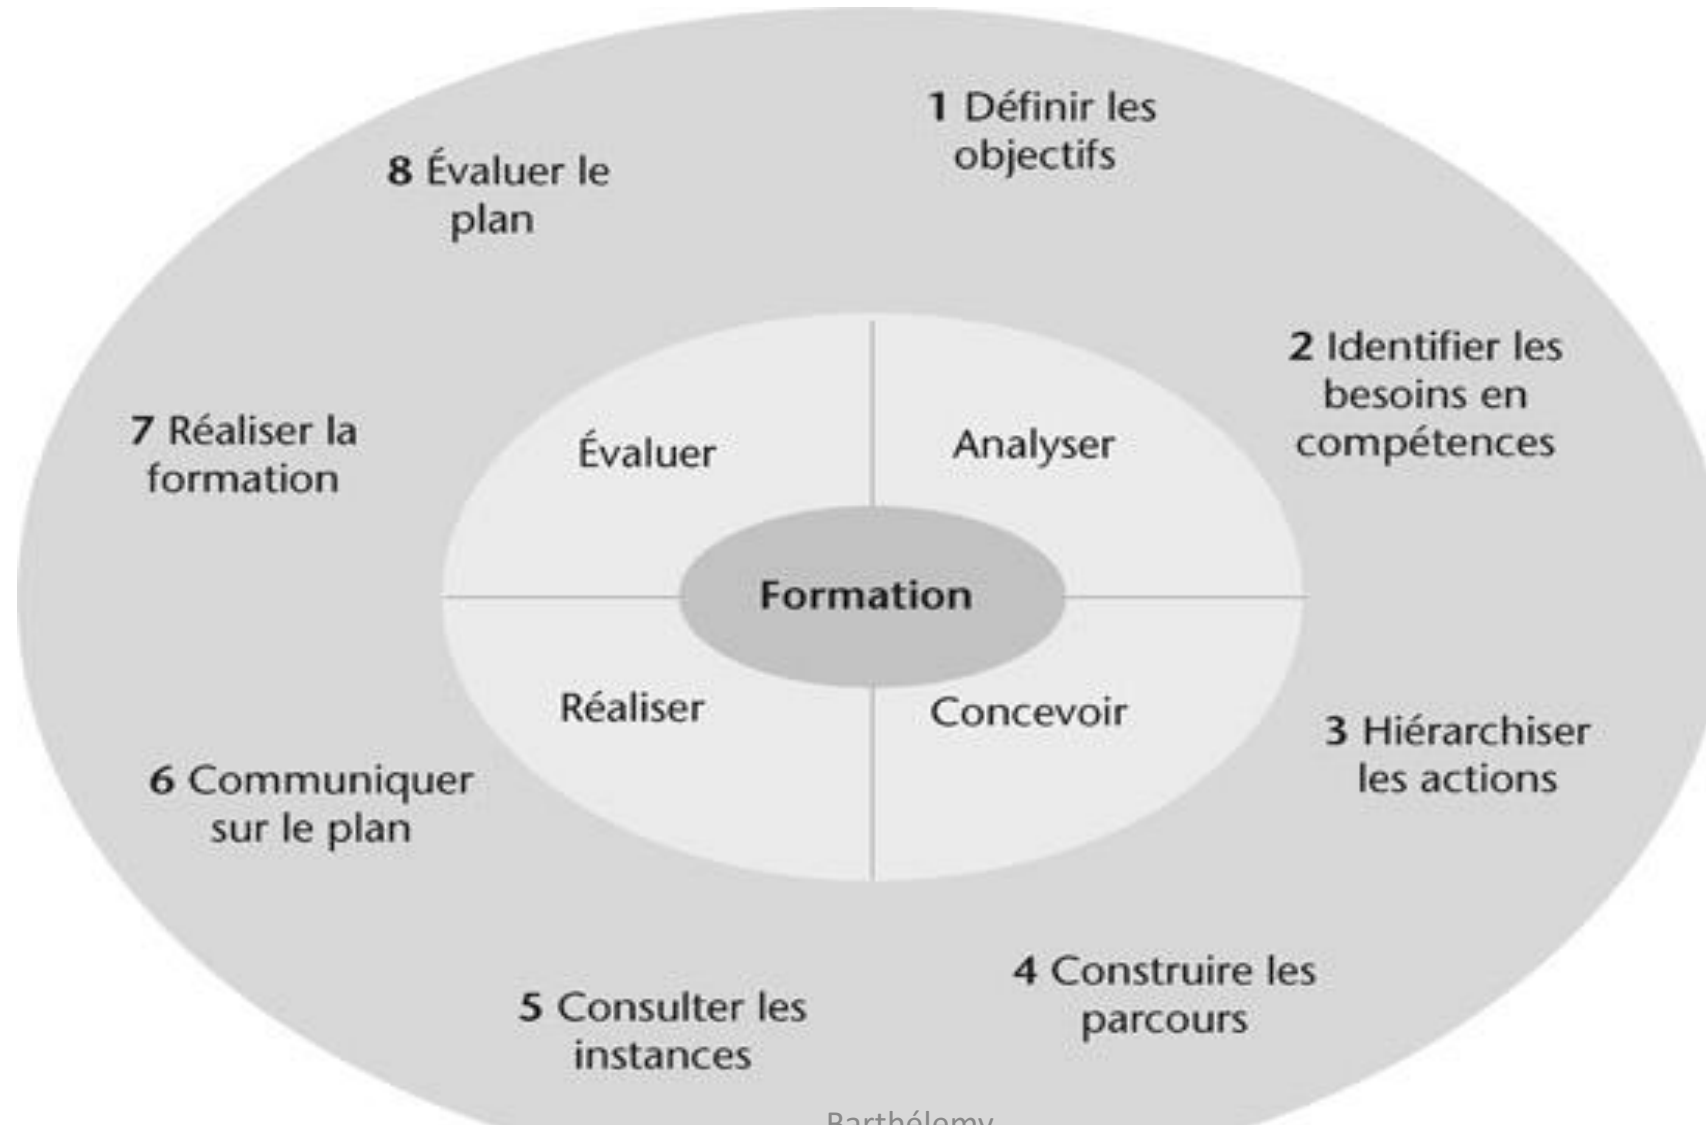 1 Définir les
objectifs
2 Identifier les
besoins en
compétences
3 Hiérarchiser
les actions
4 Construire les
parcours
5 Consulter les
instances
6 Communiquer
sur le plan
7 Réaliser la
formation
8 Évaluer le
plan
Évaluer
Analyser
Formation
Réaliser
Concevoir
Barthélemy